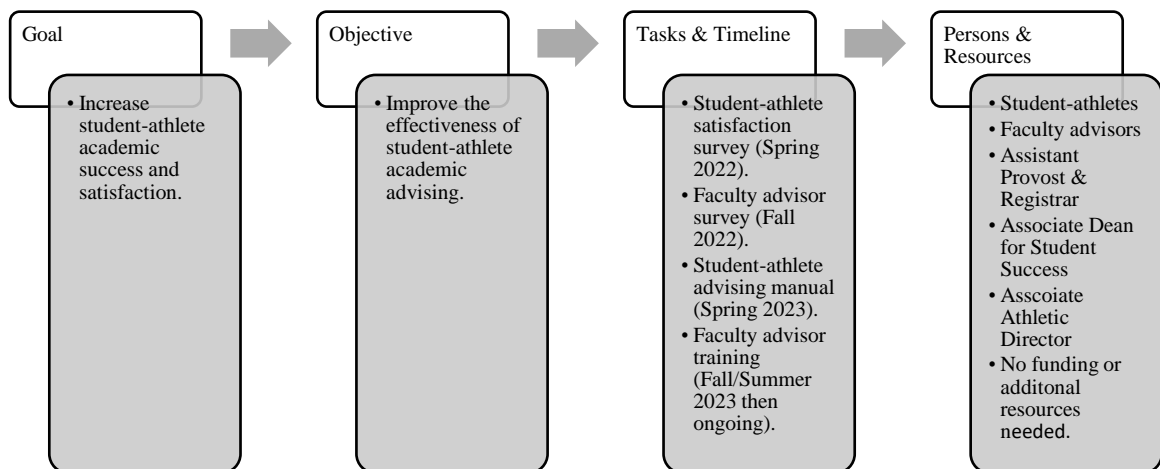 Goal
• Increase
student-athlete
academic
success and
satisfaction.
Objective
• Improve the
effectiveness of
student-athlete
academic
advising.
Tasks & Timeline
• Student-athlete
satisfaction
survey (Spring
2022).
• Faculty advisor
survey (Fall
2022).
• Student-athlete
advising manual
(Spring 2023).
• Faculty advisor
training
(Fall/Summer
2023 then
ongoing).
Persons &
Resources
• Student-athletes
• Faculty advisors
• Assistant
Provost &
Registrar
• Associate Dean
for Student
Success
• Asscoiate
Athletic
Director
• No funding or
additonal
resources
needed.